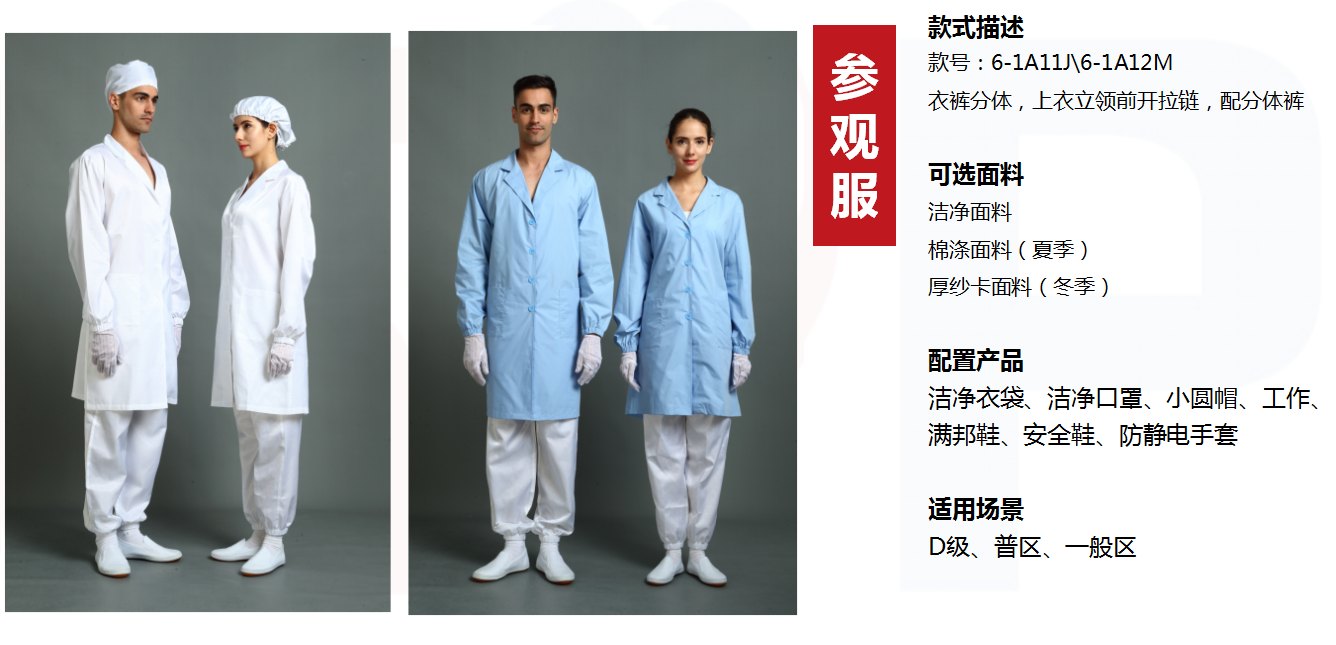 参观服
款式描述
款号：6-1A11J\6-1A12M
衣裤分体，上衣立领前开拉链，配分体裤
可选面料
洁净面料
棉涤面料（夏季）
厚纱卡面料（冬季）
配置产品
洁净衣袋、洁净口罩、小圆帽、工作、
满邦鞋、安全鞋、防静电手套
适用场景
D级、普区、一般区